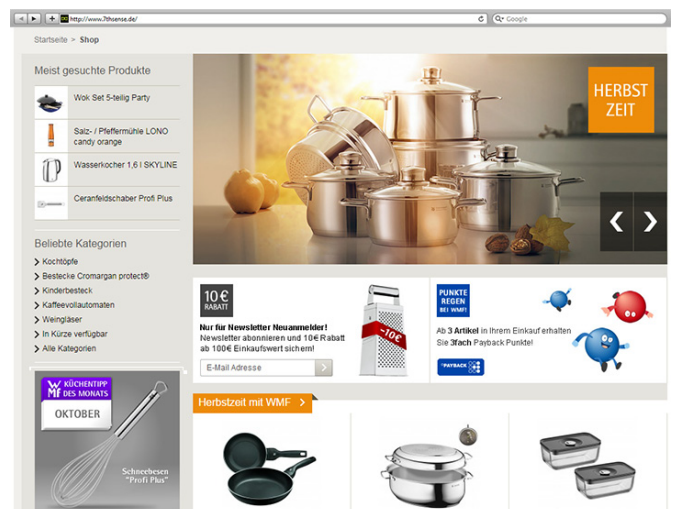 http://www.7thsense.de/
Google
Startseite > Shop
Meist gesuchte Produkte
Wok Set 5-teilig Party
Salz- / Pfeffermühle LONO
candy orange
Wasserkocher 1,6 l SKYLINE
Ceranfeldschaber Profi Plus
Beliebte Kategorien
Kochtöpfe
Bestecke Cromargan protect®
Kinderbesteck
Kaffeevollautomaten
Weingläser
In Kürze verfügbar
Alle Kategorien
WMF KÜCHENTIPP
DES MONATS
OKTOBER
Schneebesen
"Profi Plus"
HERBST
ZEIT
10 €
RABATT
Nur für Newsletter Neuanmelder!
Newsletter abonnieren und 10€ Rabatt
ab 100€ Einkaufswert sichern!
E-Mail Adresse
-10€
PUNKTE
REGEN
BEI WMF!
Ab 3 Artikel in Ihrem Einkauf erhalten
Sie 3fach Payback Punkte!
PAYBACK
Herbstzeit mit WMF